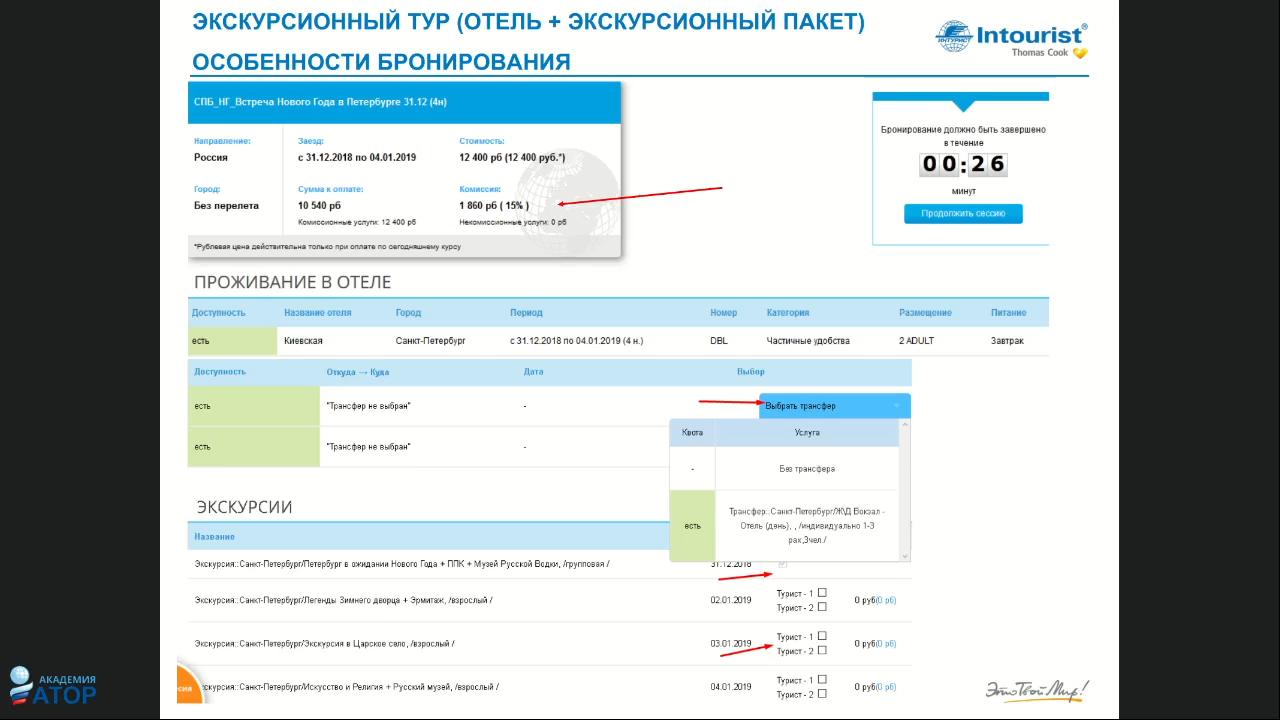 ЭКСКУРСИОННЫЙ ТУР (ОТЕЛЬ + ЭКСКУРСИОННЫЙ ПАКЕТ)
ОСОБЕННОСТИ БРОНИРОВАНИЯ
ИНТУРИСТ
Intourist®
Thomas Cook
СПБ_НГ_Встреча Нового Года в Петербурге 31.12 (4н)
Направление: Заезд: Стоимость:
Россия с 31.12.2018 по 04.01.2019 12 400 рб (12 400 руб.*)
Город: Сумма к оплате: Комиссия:
Без перелета 10 540 рб 1 860 рб ( 15% )
Комиссионные услуги: 12 400 рб Некомиссионные услуги: 0 рб
*Рублевая цена действительна только при оплате по сегодняшнему курсу
Бронирование должно быть завершено
в течение
00:26
минут
Продолжить сессию
ПРОЖИВАНИЕ В ОТЕЛЕ
Доступность Название отеля Город Период Номер Категория Размещение Питание
есть Киевская Санкт-Петербург с 31.12.2018 по 04.01.2019 (4 н.) DBL Частичные удобства 2 ADULT Завтрак
Доступность Откуда → Куда Дата Выбор
есть "Трансфер не выбран" - Выбрать трансфер
есть "Трансфер не выбран" -
Квота Услуга
- Без трансфера
есть Трансфер::Санкт-Петербург/Ж\Д Вокзал -
Отель (день), , /индивидуально 1-3
pax,3чел./
ЭКСКУРСИИ
Название
Экскурсия::Санкт-Петербург/Петербург в ожидании Нового Года + ППК + Музей Русской Водки, /групповая / 31.12.2018
Экскурсия::Санкт-Петербург/Легенды Зимнего дворца + Эрмитаж, /взрослый / 02.01.2019 Турист - 1 0 руб(0 рб)
Турист - 2
Экскурсия::Санкт-Петербург/Экскурсия в Царское село, /взрослый / 03.01.2019 Турист - 1 0 руб(0 рб)
Турист - 2
скурсия::Санкт-Петербург/Искусство и Религия + Русский музей, /взрослый / 04.01.2019 Турист - 1 0 руб(0 рб)
Турист - 2
сия
АКАДЕМИЯ
АТОР
Это Твой Мир!